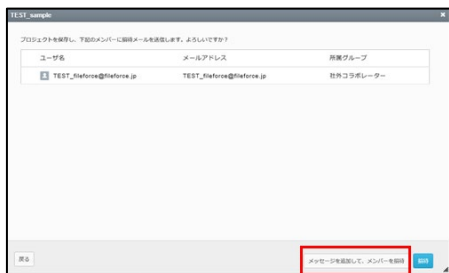 TEST_sample
プロジェクトを保存し、下記のメンバーに招待メールを送信します。よろしいですか？
ユーザ名 メールアドレス 所属グループ
TEST_fileforce@fileforce.jp TEST_fileforce@fileforce.jp 社外コラボレーター
戻る メッセージを追加して、メンバーを招待 招待